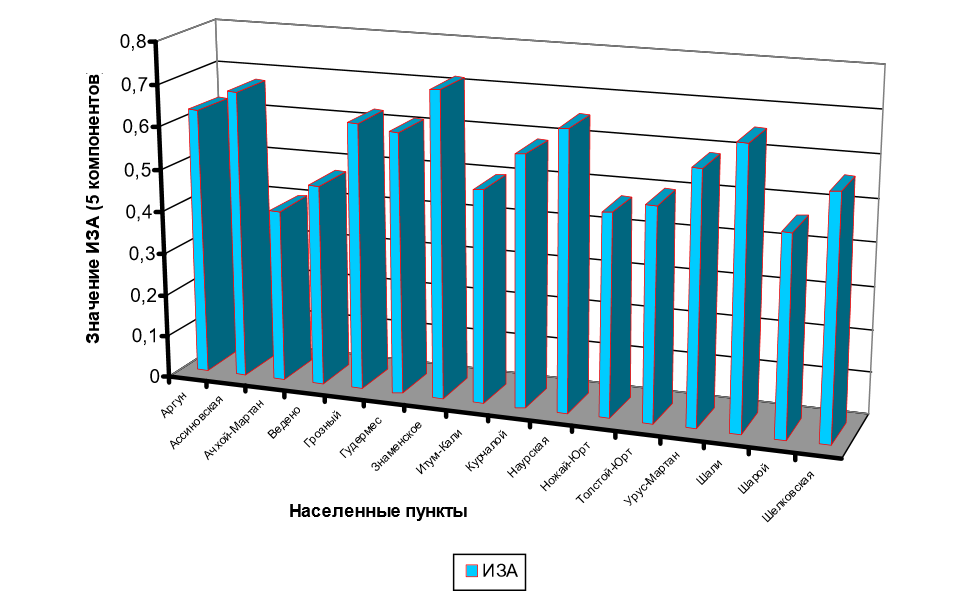 Значение ИЗА (5 компонентов
0,8
0,7
0,6
0,5
0,4
0,3
0,2
0,1
0
Аргун
Ассиновская
Ачхой-Мартан
Ведено
Грозный
Гудермес
Знаменское
Итум-Кали
Курчалой
Наурская
Ножай-Юрт
Толстой-Юрт
Урус-Мартан
Шали
Шарой
Шелковская
Населенные пункты
ИЗА